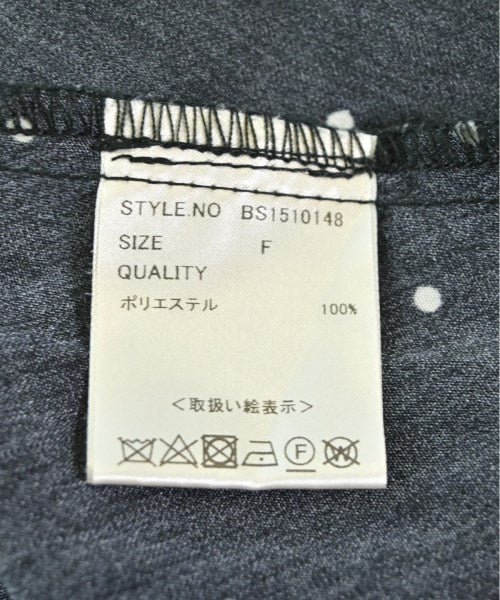 STYLE.NO BS1510148
SIZE F
QUALITY
ポリエステル 100%
＜取扱い絵表示＞
F W